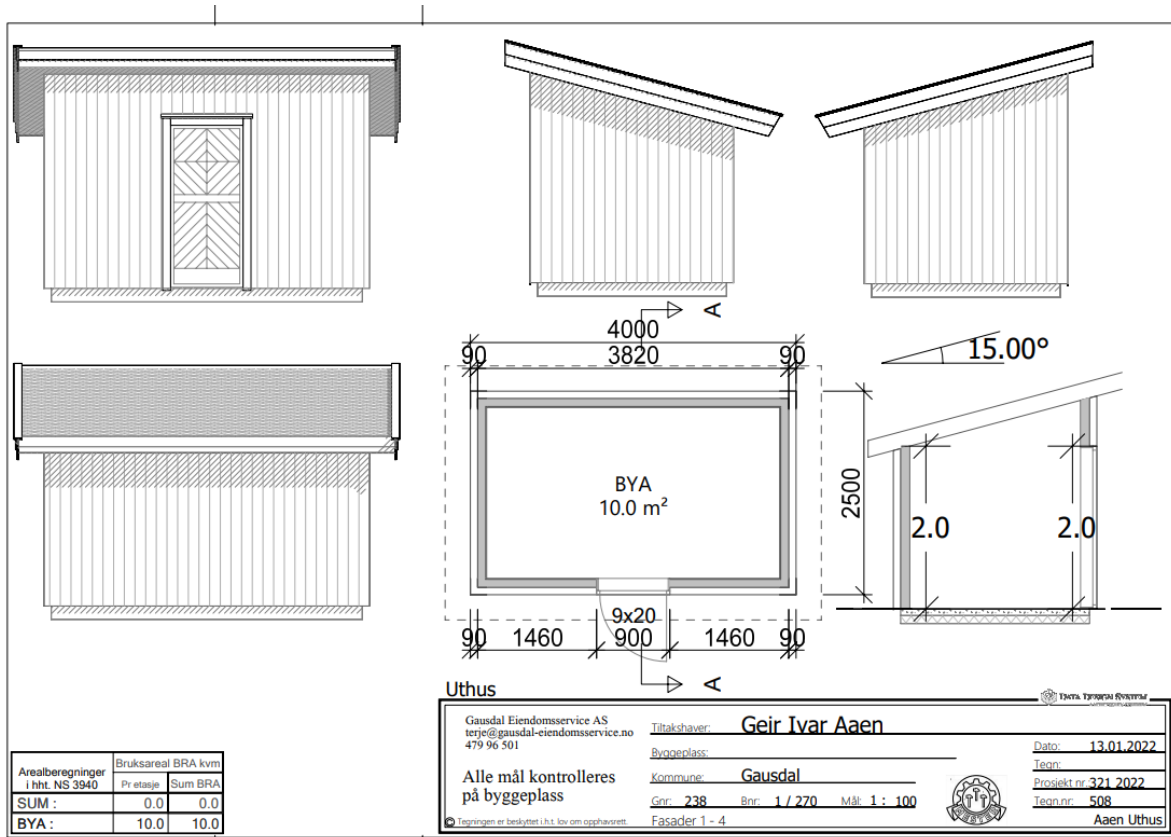 A
4000
90 3820 90
15.00°
BYA
10.0 m²
2500
2.0 2.0
9x20
90 1460 900 1460 90
A
Uthus
DATA DESIGN SYSTEM
Gausdal Eiendomsservice AS
terje@gausdal-eiendomsservice.no
479 96 501
Alle mål kontrolleres
på byggeplass
© Tegningen er beskyttet i.h.t. lov om opphavsrett.
Tiltakshaver: Geir Ivar Aaen
Byggeplass:
Kommune: Gausdal
Gnr: 238 Bnr: 1 / 270 Mål: 1 : 100
Fasader 1 - 4
Dato: 13.01.2022
Tegn:
Prosjekt nr: 321 2022
Tegn.nr: 508
Aaen Uthus
Arealberegninger
i hht. NS 3940
Bruksareal BRA kvm
Pr etasje Sum BRA
SUM : 0.0 0.0
BYA : 10.0 10.0